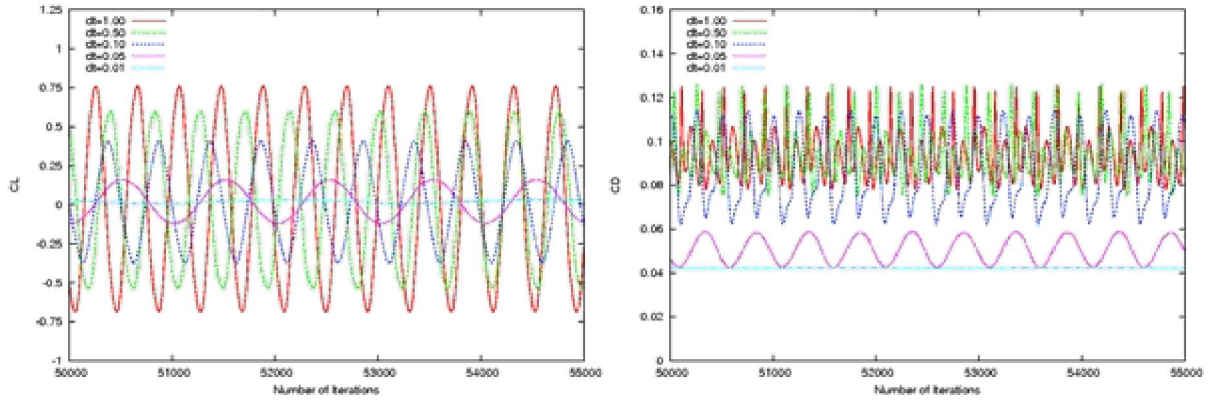 1.25
1
0.75
0.5
0.25
0
-0.25
-0.5
-0.75
-1
CL
dt=1.00
dt=0.50
dt=0.10
dt=0.05
dt=0.01
50000 51000 52000 53000 54000 55000
Number of Iterations
0.16
0.14
0.12
0.1
0.08
0.06
0.04
0.02
0
CD
dt=1.00
dt=0.50
dt=0.10
dt=0.05
dt=0.01
50000 51000 52000 53000 54000 55000
Number of Iterations